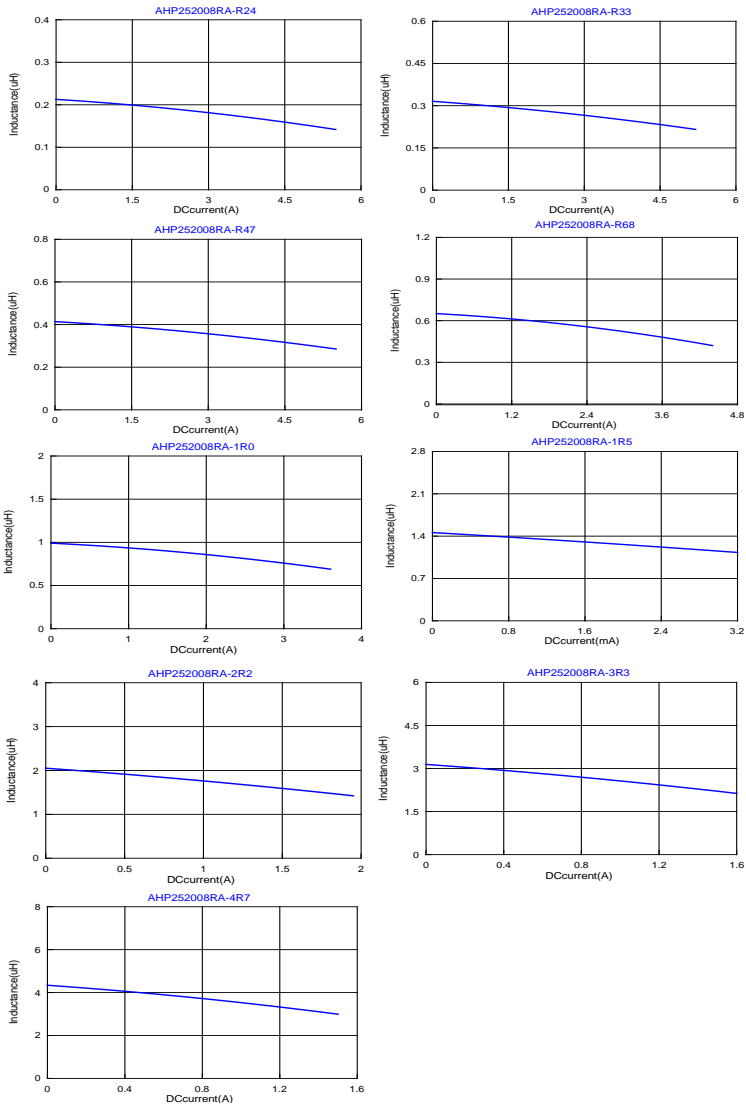 AHP252008RA-R24
Inductance(uH)
0.4
0.3
0.2
0.1
0
0 1.5 3 4.5 6
DCcurrent(A)
AHP252008RA-R33
Inductance(uH)
0.6
0.45
0.3
0.15
0
0 1.5 3 4.5 6
DCcurrent(A)
AHP252008RA-R47
Inductance(uH)
0.8
0.6
0.4
0.2
0
0 1.5 3 4.5 6
DCcurrent(A)
AHP252008RA-R68
Inductance(uH)
1.2
0.9
0.6
0.3
0
0 1.2 2.4 3.6 4.8
DCcurrent(A)
AHP252008RA-1R0
Inductance(uH)
2
1.5
1
0.5
0
0 1 2 3 4
DCcurrent(A)
AHP252008RA-1R5
Inductance(uH)
2.8
2.1
1.4
0.7
0
0 0.8 1.6 2.4 3.2
DCcurrent(mA)
AHP252008RA-2R2
Inductance(uH)
4
3
2
1
0
0 0.5 1 1.5 2
DCcurrent(A)
AHP252008RA-3R3
Inductance(uH)
6
4.5
3
1.5
0
0 0.4 0.8 1.2 1.6
DCcurrent(A)
AHP252008RA-4R7
Inductance(uH)
8
6
4
2
0
0 0.4 0.8 1.2 1.6
DCcurrent(A)